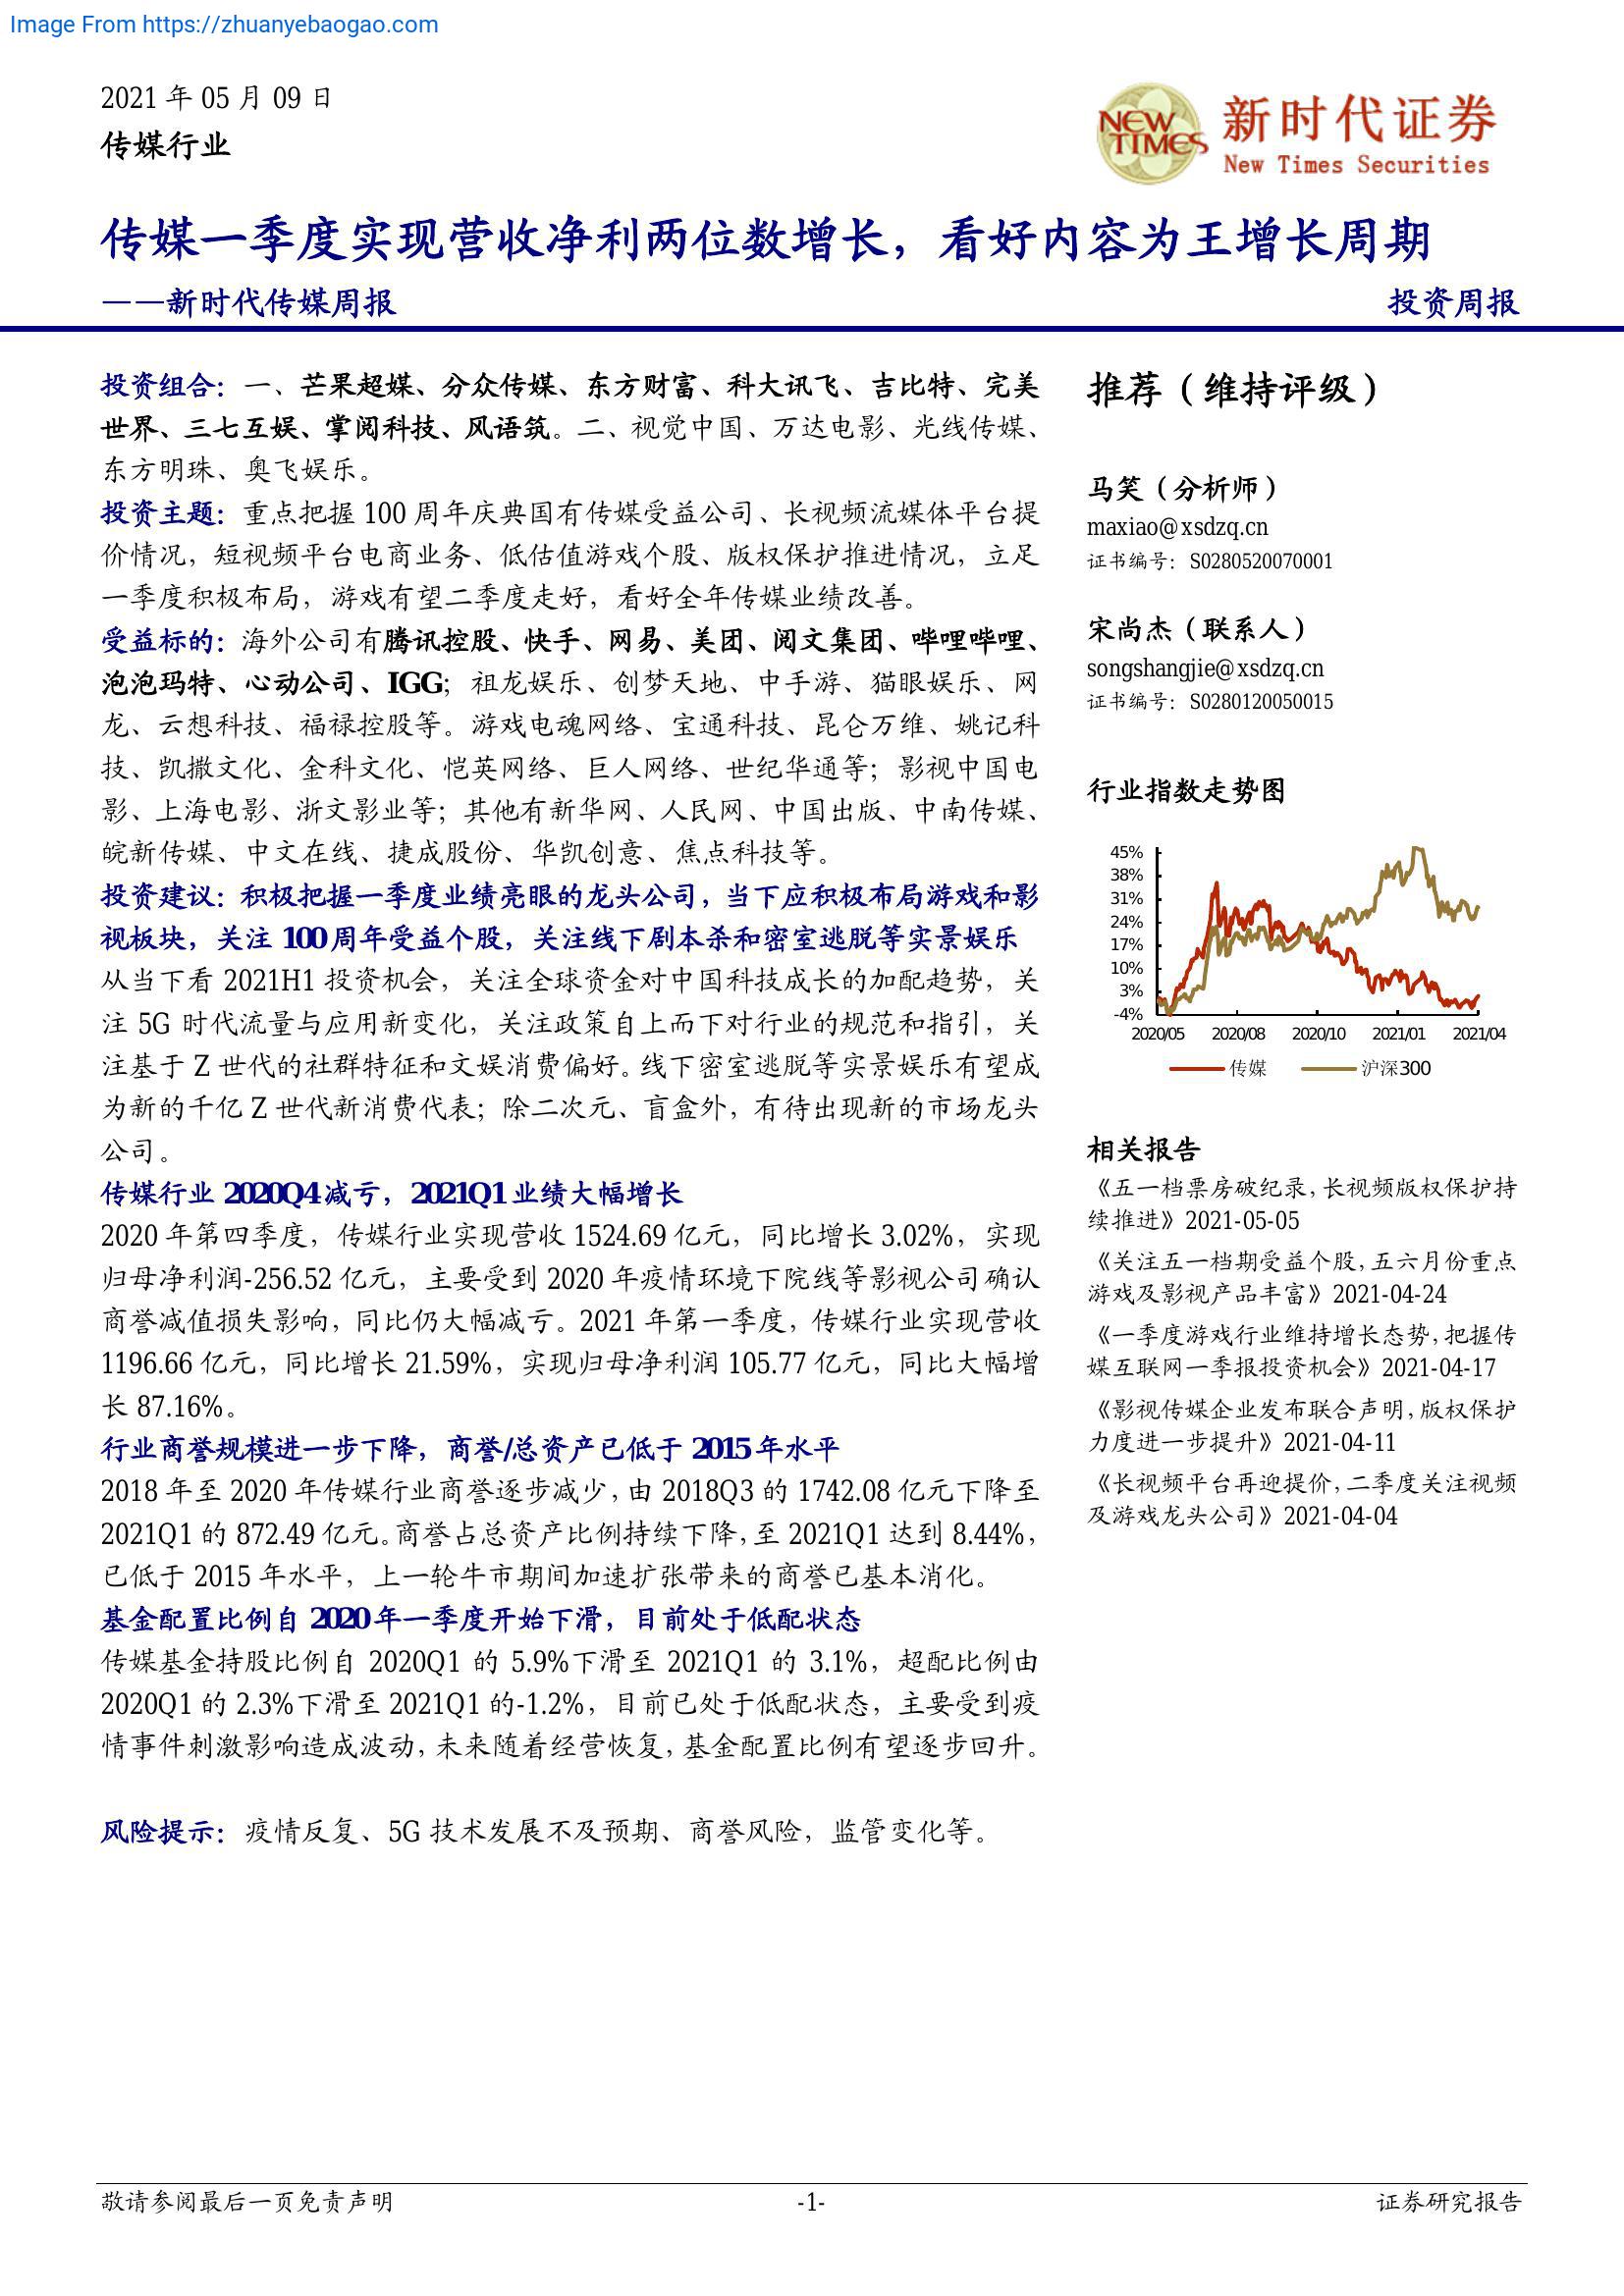 Image From https://zhuanyebaogao.com
2021 年 05 月 09 日
传媒行业
NEW TIMES
新时代证券
New Times Securities
传媒一季度实现营收净利两位数增长，看好内容为王增长周期
——新时代传媒周报
投资周报
投资组合：一、芒果超媒、分众传媒、东方财富、科大讯飞、吉比特、完美
世界、三七互娱、掌阅科技、风语筑。二、视觉中国、万达电影、光线传媒、
东方明珠、奥飞娱乐。
投资主题：重点把握 100 周年庆典国有传媒受益公司、长视频流媒体平台提
价情况，短视频平台电商业务、低估值游戏个股、版权保护推进情况，立足
一季度积极布局，游戏有望二季度走好，看好全年传媒业绩改善。
受益标的：海外公司有腾讯控股、快手、网易、美团、阅文集团、哔哩哔哩、
泡泡玛特、心动公司、IGG；祖龙娱乐、创梦天地、中手游、猫眼娱乐、网
龙、云想科技、福禄控股等。游戏电魂网络、宝通科技、昆仑万维、姚记科
技、凯撒文化、金科文化、恺英网络、巨人网络、世纪华通等；影视中国电
影、上海电影、浙文影业等；其他有新华网、人民网、中国出版、中南传媒、
皖新传媒、中文在线、捷成股份、华凯创意、焦点科技等。
投资建议：积极把握一季度业绩亮眼的龙头公司，当下应积极布局游戏和影
视板块，关注 100 周年受益个股，关注线下剧本杀和密室逃脱等实景娱乐
从当下看 2021H1 投资机会，关注全球资金对中国科技成长的加配趋势，关
注 5G 时代流量与应用新变化，关注政策自上而下对行业的规范和指引，关
注基于 Z 世代的社群特征和文娱消费偏好。线下密室逃脱等实景娱乐有望成
为新的千亿 Z 世代新消费代表；除二次元、盲盒外，有待出现新的市场龙头
公司。
传媒行业 2020Q4 减亏，2021Q1 业绩大幅增长
2020 年第四季度，传媒行业实现营收 1524.69 亿元，同比增长 3.02%，实现
归母净利润-256.52 亿元，主要受到 2020 年疫情环境下院线等影视公司确认
商誉减值损失影响，同比仍大幅减亏。2021 年第一季度，传媒行业实现营收
1196.66 亿元，同比增长 21.59%，实现归母净利润 105.77 亿元，同比大幅增
长 87.16%。
行业商誉规模进一步下降，商誉/总资产已低于 2015 年水平
2018 年至 2020 年传媒行业商誉逐步减少，由 2018Q3 的 1742.08 亿元下降至
2021Q1 的 872.49 亿元。商誉占总资产比例持续下降，至 2021Q1 达到 8.44%，
已低于 2015 年水平，上一轮牛市期间加速扩张带来的商誉已基本消化。
基金配置比例自 2020 年一季度开始下滑，目前处于低配状态
传媒基金持股比例自 2020Q1 的 5.9%下滑至 2021Q1 的 3.1%，超配比例由
2020Q1 的 2.3%下滑至 2021Q1 的-1.2%，目前已处于低配状态，主要受到疫
情事件刺激影响造成波动，未来随着经营恢复，基金配置比例有望逐步回升。
风险提示：疫情反复、5G 技术发展不及预期、商誉风险，监管变化等。
推荐（维持评级）
马笑（分析师）
maxiao@xsdzq.cn
证书编号：S0280520070001
宋尚杰（联系人）
songshangjie@xsdzq.cn
证书编号：S0280120050015
行业指数走势图
45%
38%
31%
24%
17%
10%
3%
-4%
2020/05 2020/08 2020/10 2021/01 2021/04
传媒 沪深300
相关报告
《五一档票房破纪录，长视频版权保护持
续推进》2021-05-05
《关注五一档期受益个股，五六月份重点
游戏及影视产品丰富》2021-04-24
《一季度游戏行业维持增长态势，把握传
媒互联网一季报投资机会》2021-04-17
《影视传媒企业发布联合声明，版权保护
力度进一步提升》2021-04-11
《长视频平台再迎提价，二季度关注视频
及游戏龙头公司》2021-04-04
敬请参阅最后一页免责声明
-1-
证券研究报告